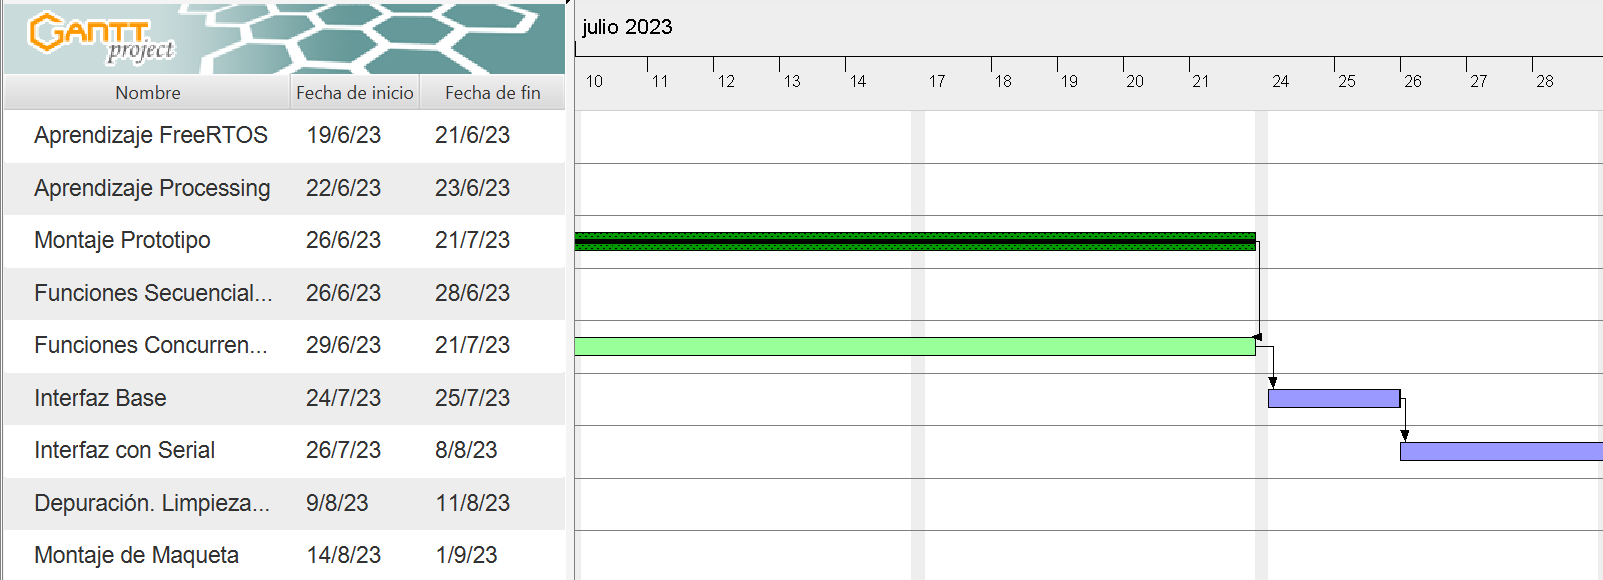 GANTT
project
julio 2023
10 11 12 13 14 17 18 19 20 21 24 25 26 27 28
Nombre Fecha de inicio Fecha de fin
Aprendizaje FreeRTOS 19/6/23 21/6/23
Aprendizaje Processing 22/6/23 23/6/23
Montaje Prototipo 26/6/23 21/7/23
Funciones Secuencial... 26/6/23 28/6/23
Funciones Concurren... 29/6/23 21/7/23
Interfaz Base 24/7/23 25/7/23
Interfaz con Serial 26/7/23 8/8/23
Depuración. Limpieza... 9/8/23 11/8/23
Montaje de Maqueta 14/8/23 1/9/23